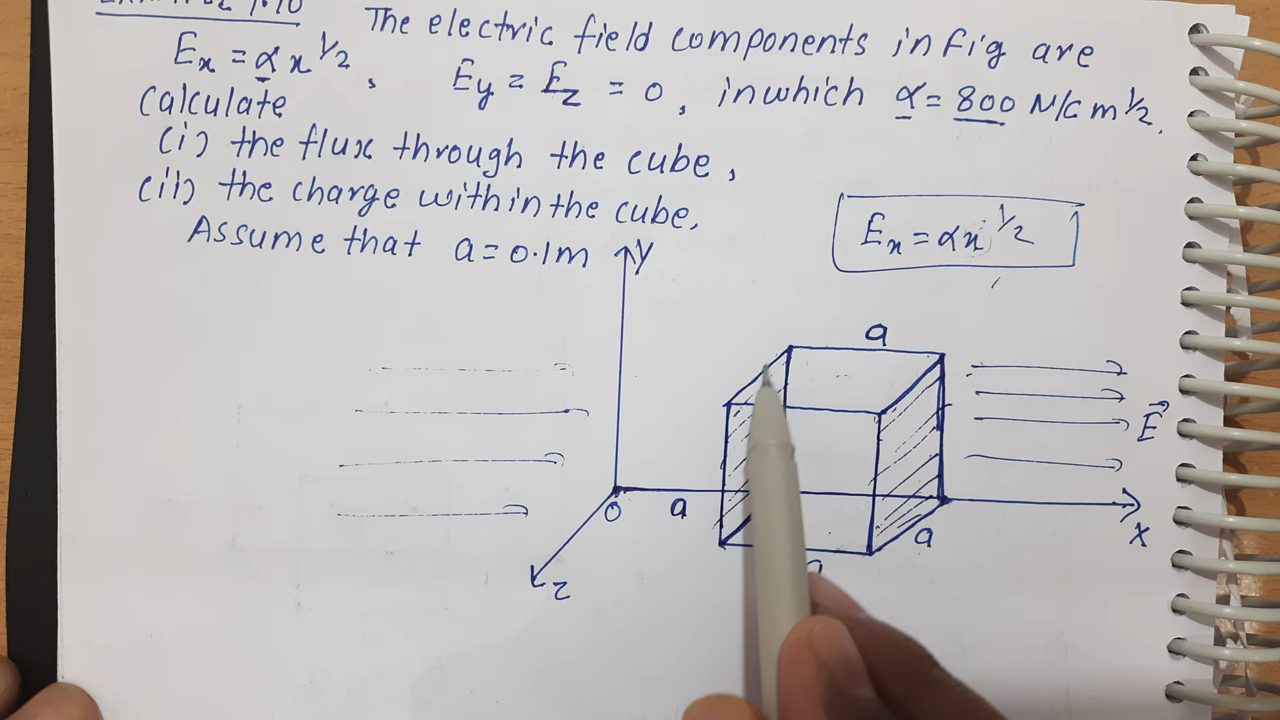 The electric field components in fig are
Ex = αx^1/2, Ey = Ez = 0, in which α = 800 N/C m^1/2.
Calculate
(i) the flux through the cube,
(ii) the charge within the cube.
Assume that a = 0.1m
Ex = αx^1/2
Y
a
E
O
a
a
X
Z